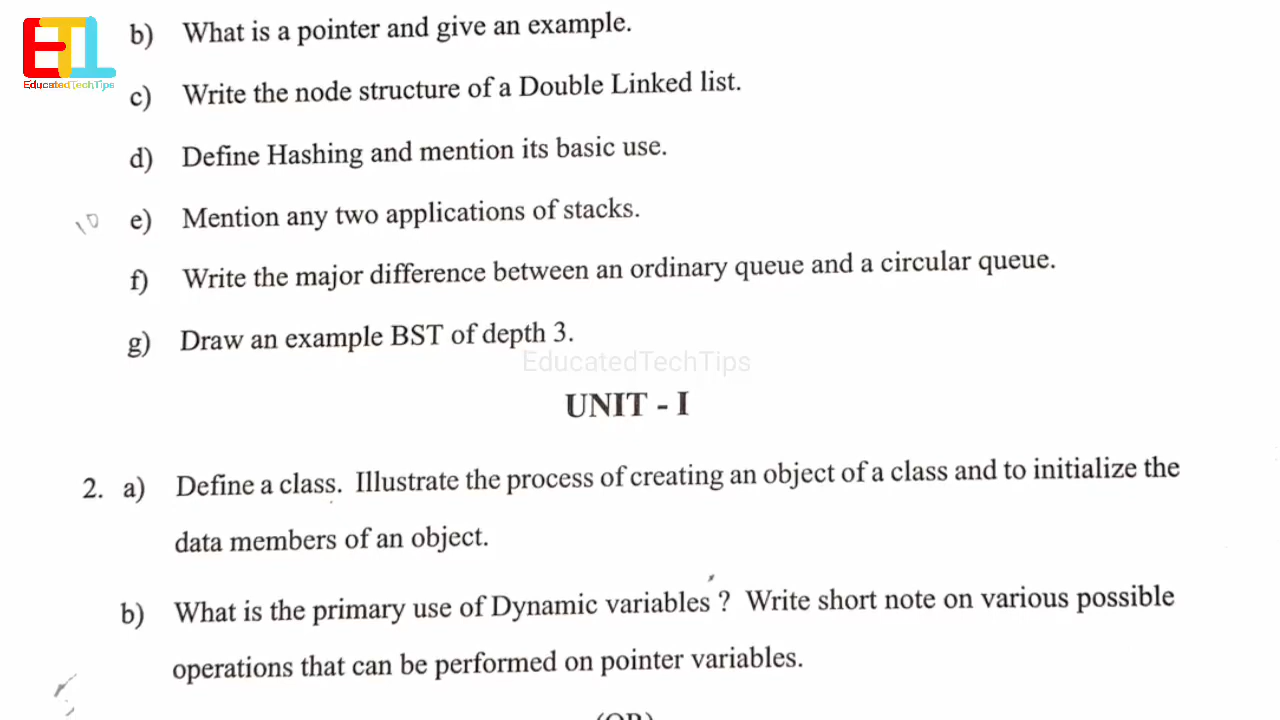 ETL
EducatedTechTips
b) What is a pointer and give an example.
c) Write the node structure of a Double Linked list.
d) Define Hashing and mention its basic use.
10 e) Mention any two applications of stacks.
f) Write the major difference between an ordinary queue and a circular queue.
g) Draw an example BST of depth 3.
EducatedTechTips
UNIT - I
2. a) Define a class. Illustrate the process of creating an object of a class and to initialize the
data members of an object.
b) What is the primary use of Dynamic variables ? Write short note on various possible
operations that can be performed on pointer variables.
(OR)